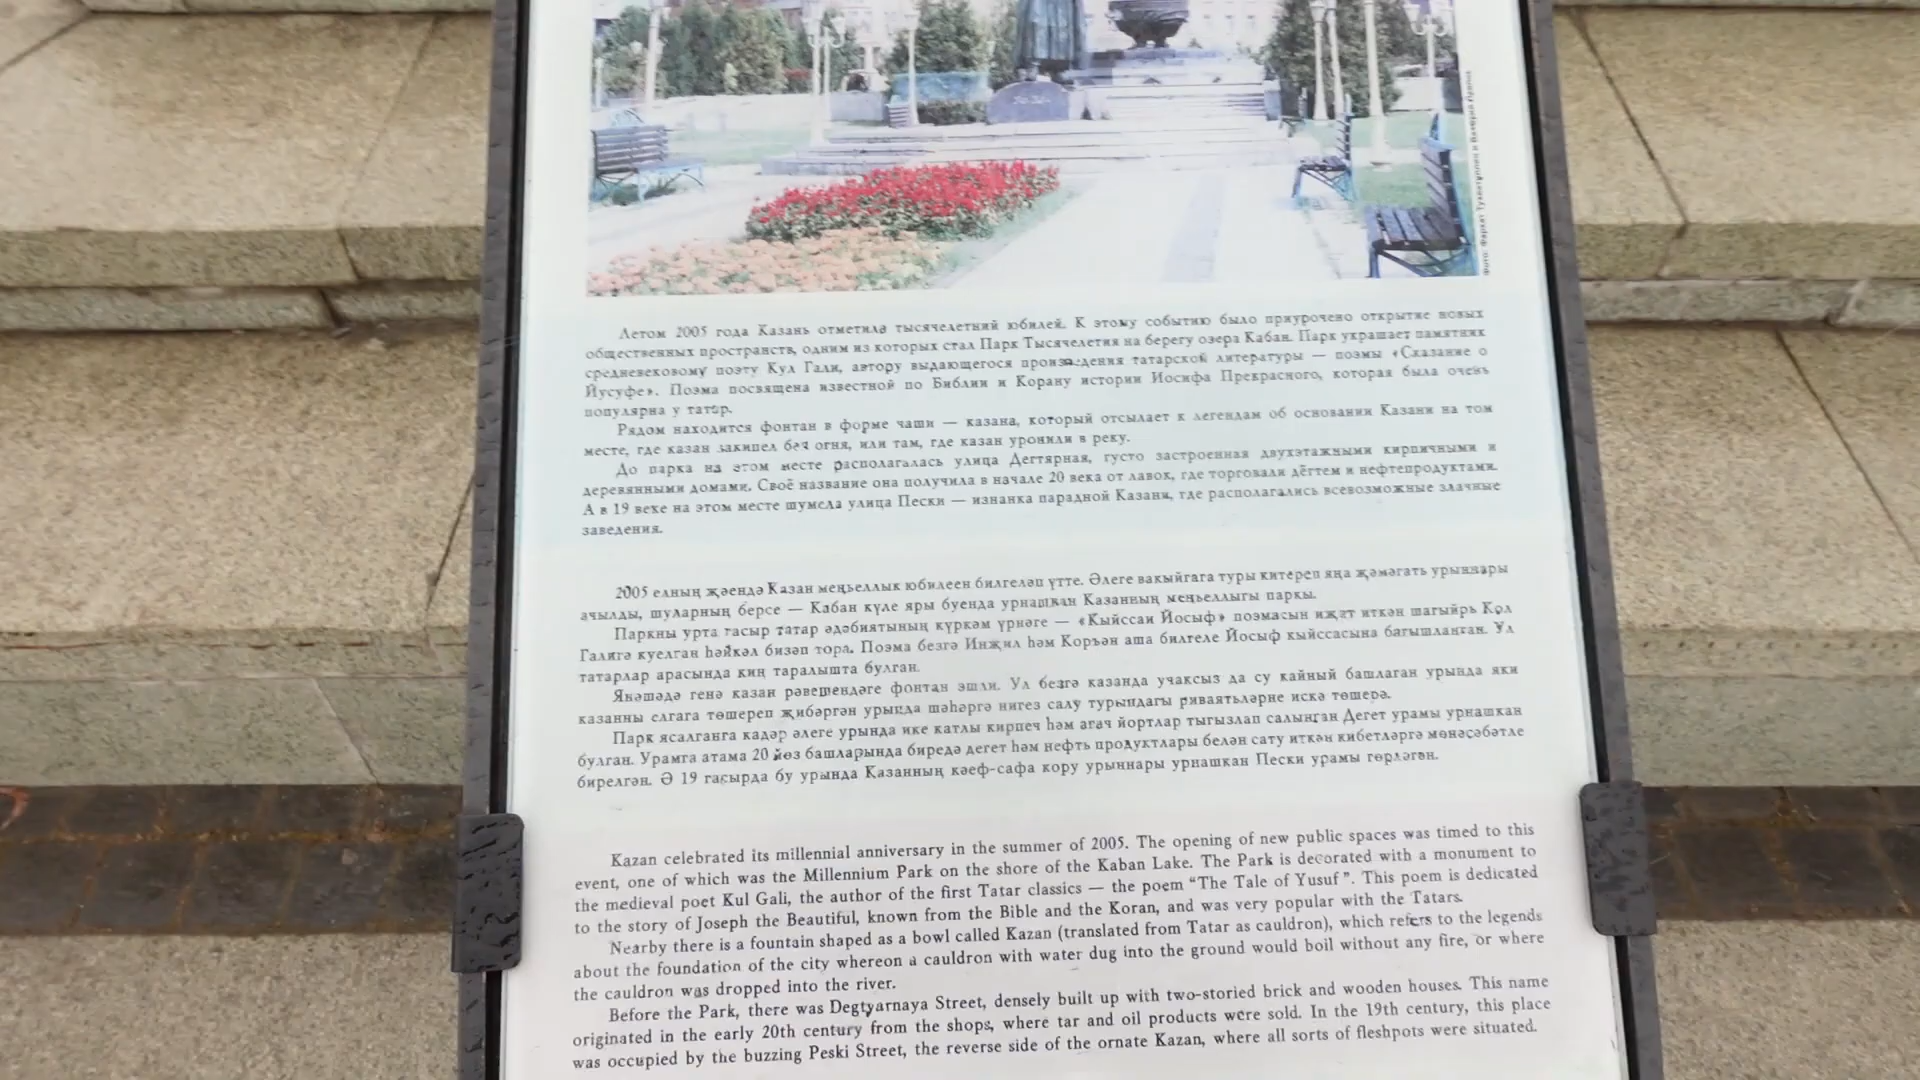 Фото: Фархат Тухватуллин и Валерия Павлова
Летом 2005 года Казань отметила тысячелетний юбилей. К этому событию было приурочено открытие новых
общественных пространств, одним из которых стал Парк Тысячелетия на берегу озера Кабан. Парк украшает памятник
средневековому поэту Кул Гали, автору выдающегося произведения татарской литературы — поэмы «Сказание о
Йусуфе». Поэма посвящена известной по Библии и Корану истории Иосифа Прекрасного, которая была очень
популярна у татар.
Рядом находится фонтан в форме чаши — казана, который отсылает к легендам об основании Казани на том
месте, где казан закипел без огня, или там, где казан уронили в реку.
До парка на этом месте располагалась улица Дегтярная, густо застроенная двухэтажными кирпичными и
деревянными домами. Своё название она получила в начале 20 века от лавок, где торговали дёгтем и нефтепродуктами.
А в 19 веке на этом месте шумела улица Пески — изнанка парадной Казани, где располагались всевозможные злачные
заведения.
2005 елның җәендә Казан меңьеллык юбилеен билгеләп үтте. Әлеге вакыйгага туры китереп яңа җәмәгать урыннары
ачылды, шуларның берсе — Кабан күле яры буенда урнашкан Казанның меңьеллыгы паркы.
Паркны урта гасыр татар әдәбиятының күркәм үрнәге — «Кыйссаи Йосыф» поэмасын иҗат иткән шагыйрь Кол
Галигә куелган һәйкәл бизәп тора. Поэма безгә Инҗил һәм Коръән аша билгеле Йосыф кыйссасына багышланган. Ул
татарлар арасында киң таралышта булган.
Янәшәдә генә казан рәвешендәге фонтан эшли. Ул безгә казанда учаксыз да су кайный башлаган урында яки
казанны елгага төшереп җибәргән урында шәһәргә нигез салу турындагы риваятьләрне искә төшерә.
Парк ясалганга кадәр әлеге урында ике катлы кирпеч һәм агач йортлар тыгызлап салынган Дегет урамы урнашкан
булган. Урамга атама 20 йөз башларында биредә дегет һәм нефть продуктлары белән сату иткән кибетләргә мөнәсәбәтле
бирелгән. Ә 19 гасырда бу урында Казанның кәеф-сафа кору урыннары урнашкан Пески урамы гөрләгән.
Kazan celebrated its millennial anniversary in the summer of 2005. The opening of new public spaces was timed to this
event, one of which was the Millennium Park on the shore of the Kaban Lake. The Park is decorated with a monument to
the medieval poet Kul Gali, the author of the first Tatar classics — the poem “The Tale of Yusuf”. This poem is dedicated
to the story of Joseph the Beautiful, known from the Bible and the Koran, and was very popular with the Tatars.
Nearby there is a fountain shaped as a bowl called Kazan (translated from Tatar as cauldron), which refers to the legends
about the foundation of the city whereon a cauldron with water dug into the ground would boil without any fire, or where
the cauldron was dropped into the river.
Before the Park, there was Degtyarnaya Street, densely built up with two-storied brick and wooden houses. This name
originated in the early 20th century from the shops, where tar and oil products were sold. In the 19th century, this place
was occupied by the buzzing Peski Street, the reverse side of the ornate Kazan, where all sorts of fleshpots were situated.